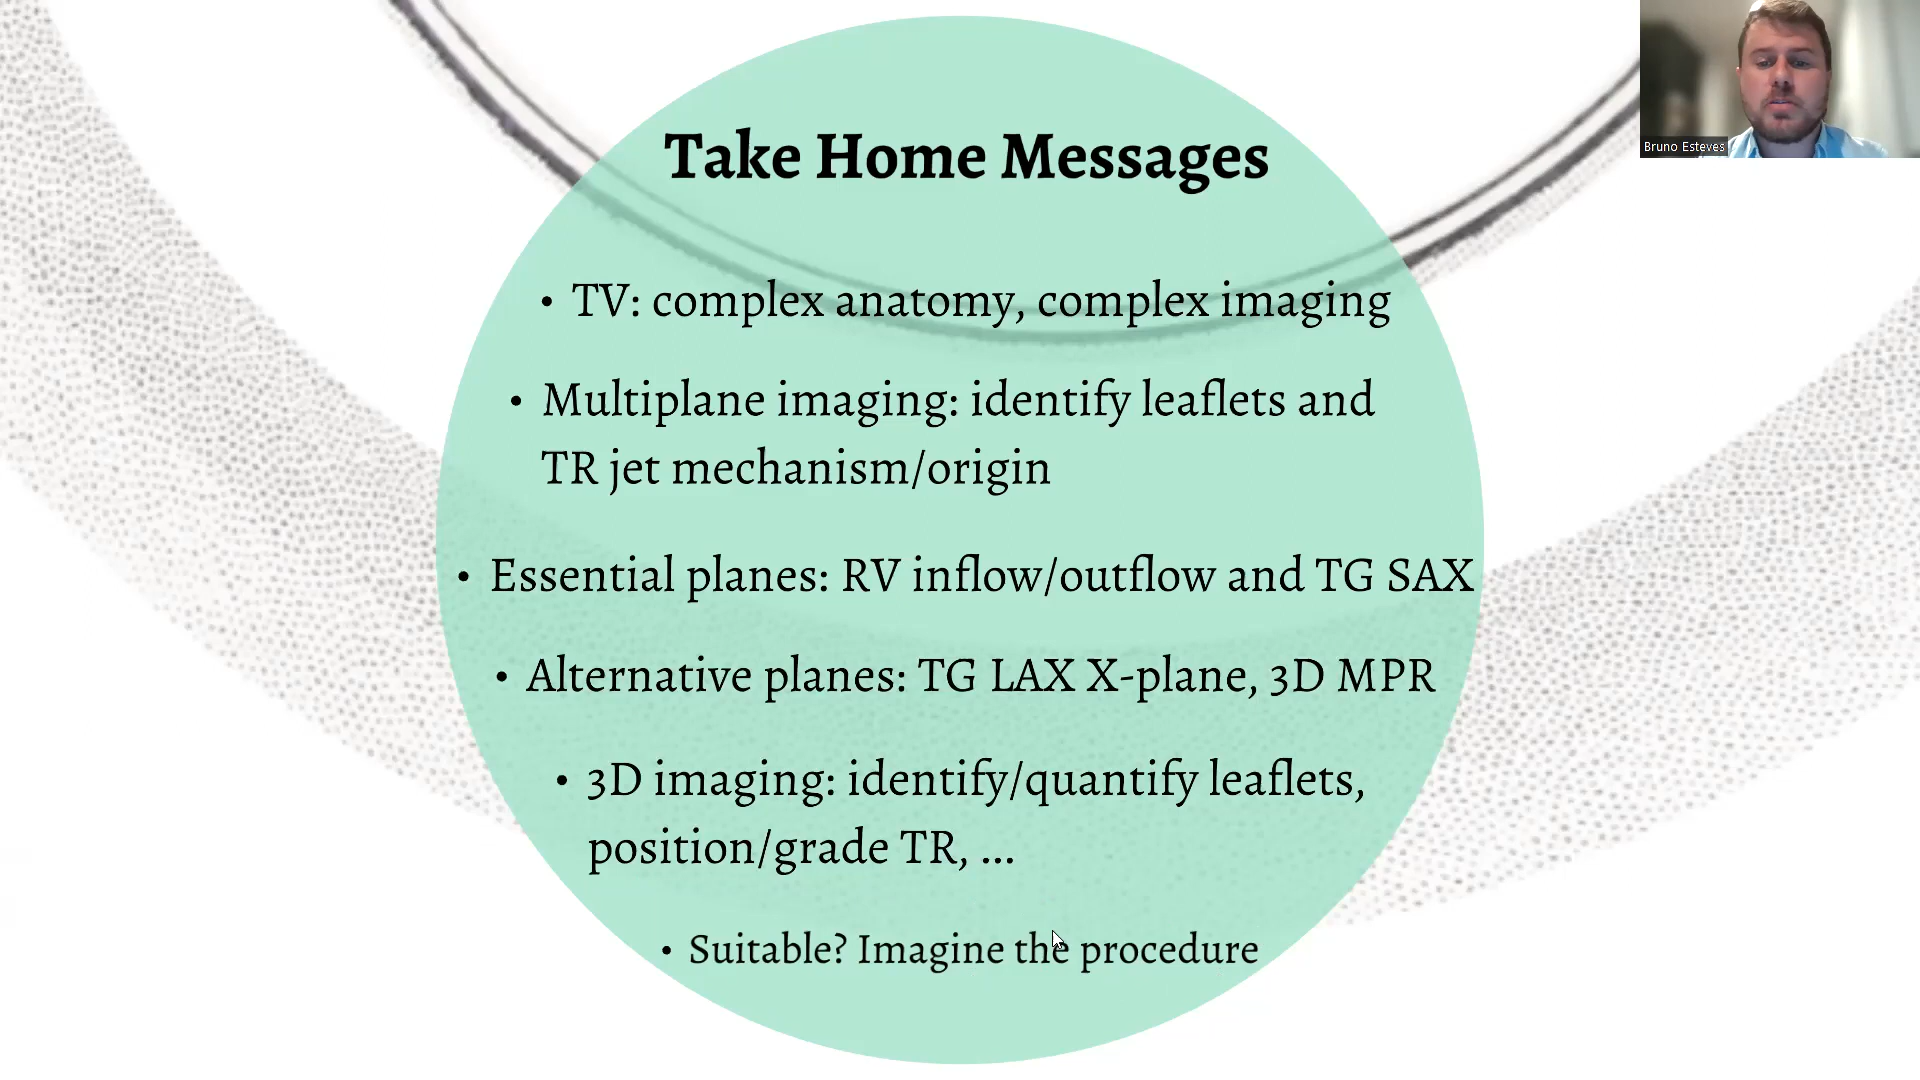 Take Home Messages
• TV: complex anatomy, complex imaging
• Multiplane imaging: identify leaflets and
TR jet mechanism/origin
• Essential planes: RV inflow/outflow and TG SAX
• Alternative planes: TG LAX X-plane, 3D MPR
• 3D imaging: identify/quantify leaflets,
position/grade TR, ...
• Suitable? Imagine the procedure
Bruno Esteves